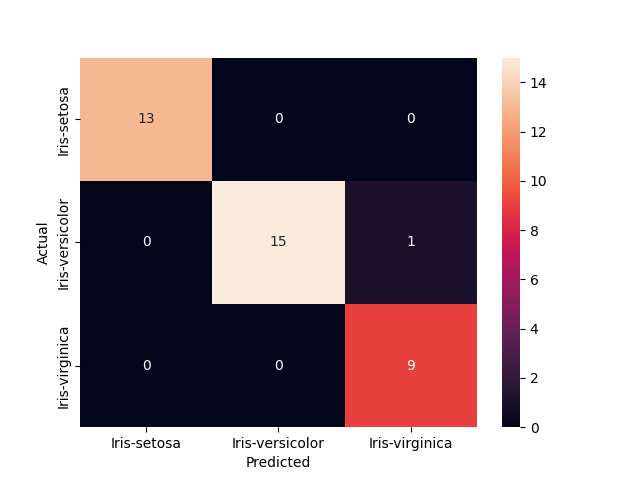 Iris-setosa
13 0 0
14
12
10
Actual
Iris-versicolor
0 15 1
8
6
4
Iris-virginica
0 0 9
2
0
Iris-setosa Iris-versicolor Iris-virginica
Predicted